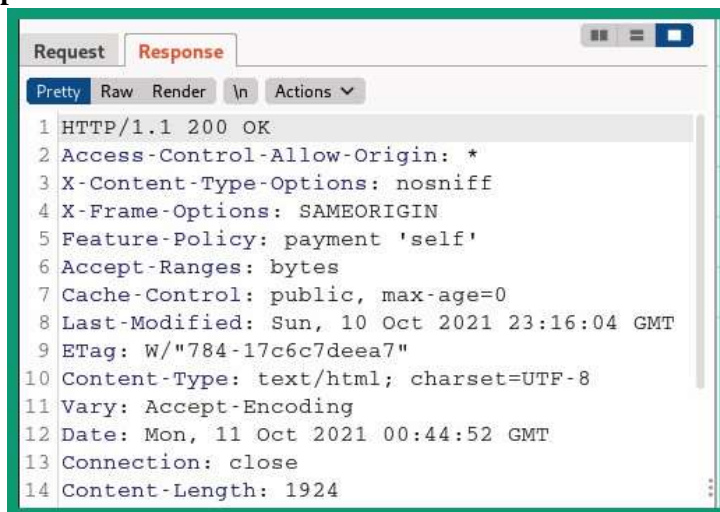 Request Response
Pretty Raw Render \n Actions
1 HTTP/1.1 200 OK
2 Access-Control-Allow-Origin: *
3 X-Content-Type-Options: nosniff
4 X-Frame-Options: SAMEORIGIN
5 Feature-Policy: payment 'self'
6 Accept-Ranges: bytes
7 Cache-Control: public, max-age=0
8 Last-Modified: Sun, 10 Oct 2021 23:16:04 GMT
9 ETag: W/"784-17c6c7deea7"
10 Content-Type: text/html; charset=UTF-8
11 Vary: Accept-Encoding
12 Date: Mon, 11 Oct 2021 00:44:52 GMT
13 Connection: close
14 Content-Length: 1924